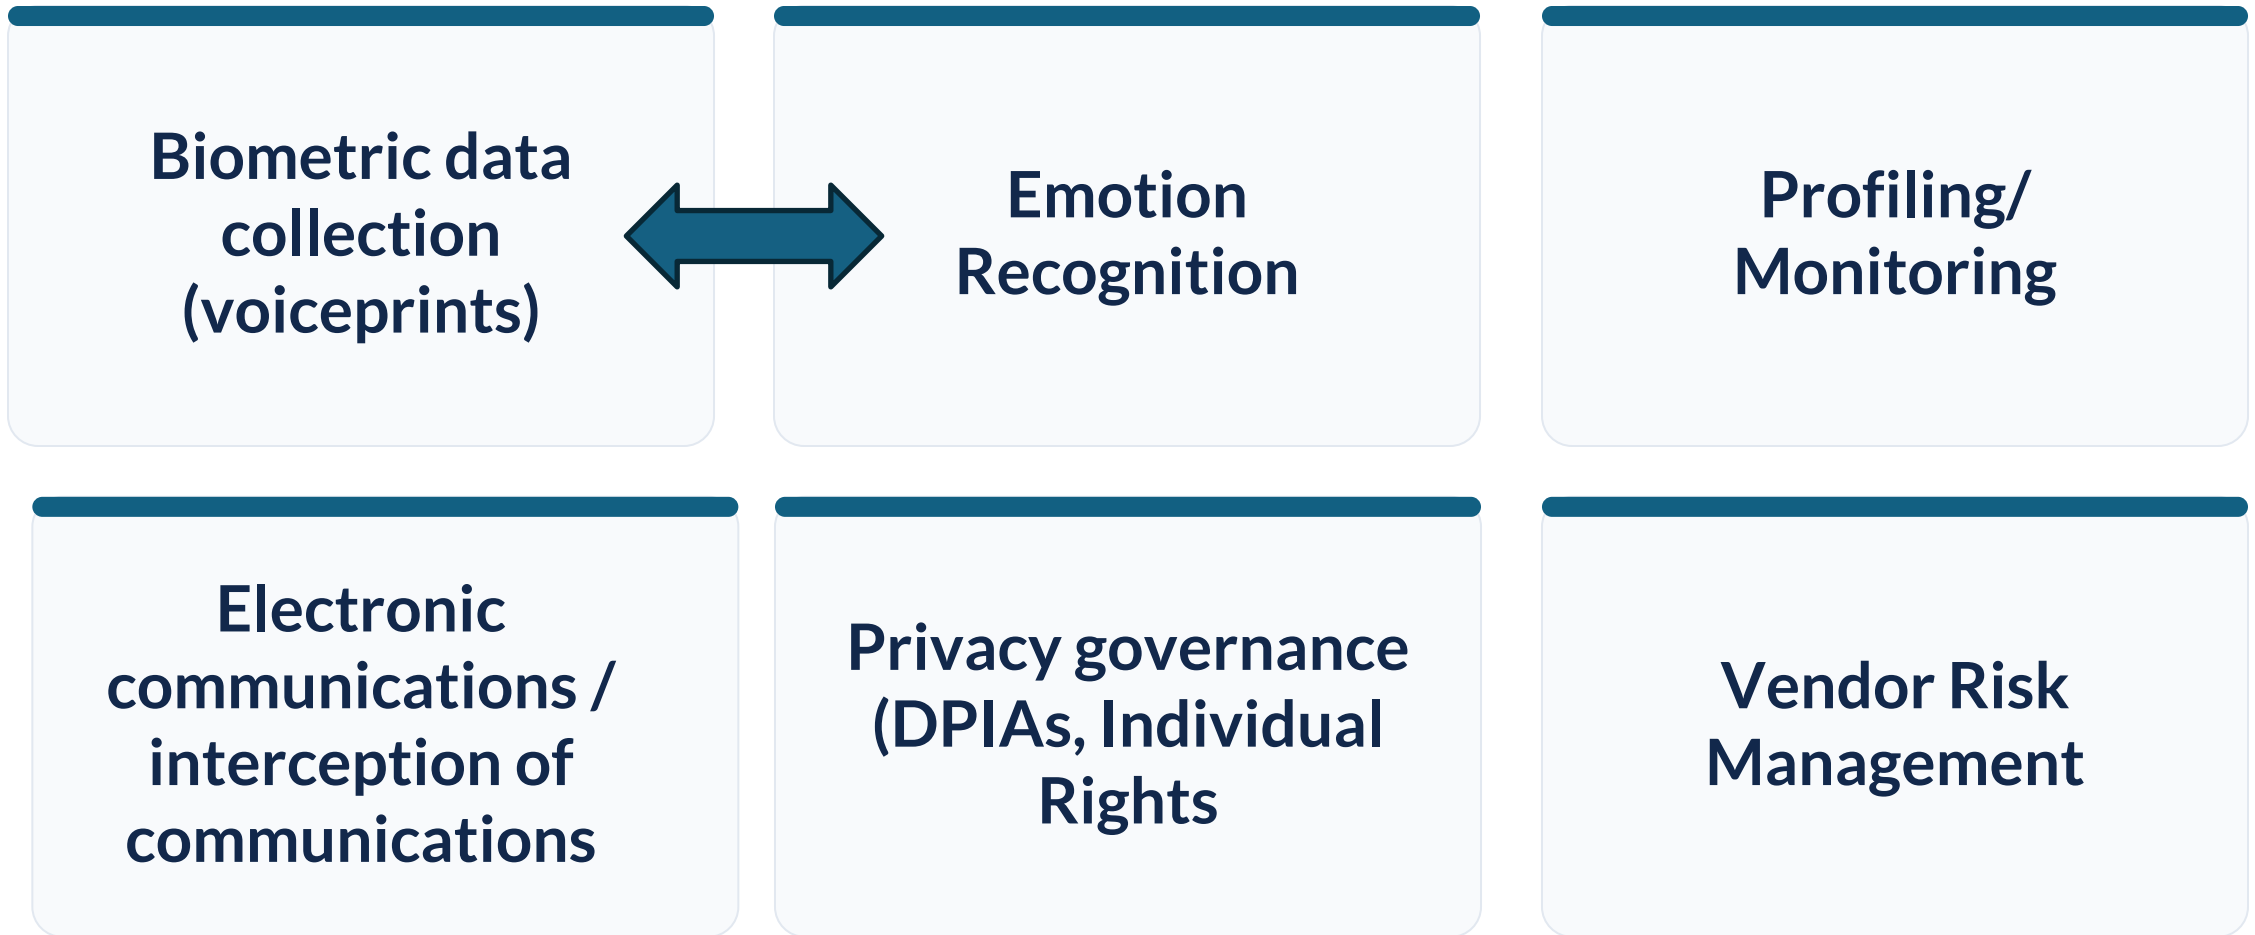 Biometric data
collection
(voiceprints)
Emotion
Recognition
Profiling/
Monitoring
Electronic
communications /
interception of
communications
Privacy governance
(DPIAs, Individual
Rights
Vendor Risk
Management